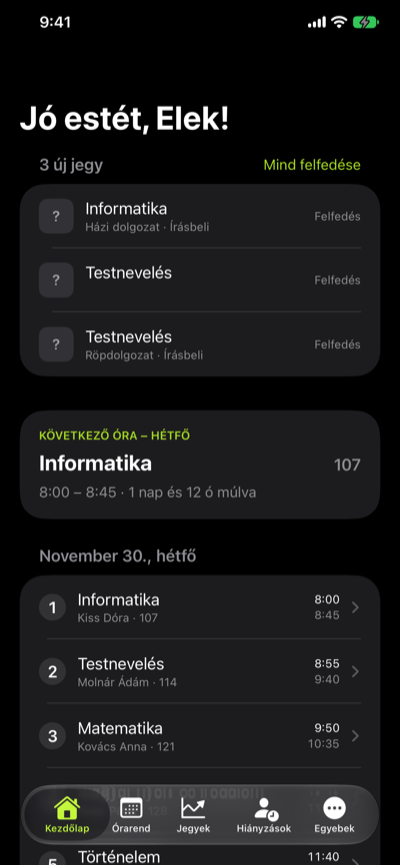 9:41
Jó estét, Elek!
3 új jegy
Mind felfedése
?
Informatika
Házi dolgozat · Írásbeli
Felfedés
?
Testnevelés
Felfedés
?
Testnevelés
Röpdolgozat · Írásbeli
Felfedés
KÖVETKEZŐ ÓRA – HÉTFŐ
Informatika
107
8:00 – 8:45 · 1 nap és 12 ó múlva
November 30., hétfő
1
Informatika
Kiss Dóra · 107
8:00
8:45
2
Testnevelés
Molnár Ádám · 114
8:55
9:40
3
Matematika
Kovács Anna · 121
9:50
10:35
Kezdőlap
Órarend
Jegyek
Hiányzások
Egyebek
5
Történelem
11:40